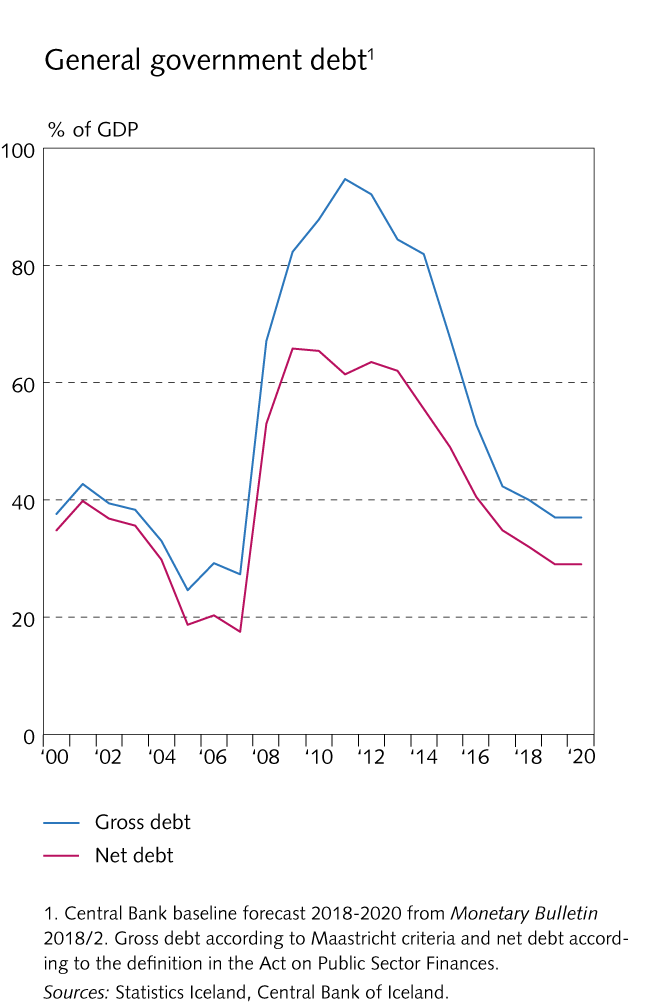 General government debt¹
% of GDP
100
80
60
40
20
0
‘00 ‘02 ‘04 ‘06 ‘08 ‘10 ‘12 ‘14 ‘16 ‘18 ‘20
Gross debt
Net debt
1. Central Bank baseline forecast 2018-2020 from Monetary Bulletin
2018/2. Gross debt according to Maastricht criteria and net debt accord-
ing to the definition in the Act on Public Sector Finances.
Sources: Statistics Iceland, Central Bank of Iceland.